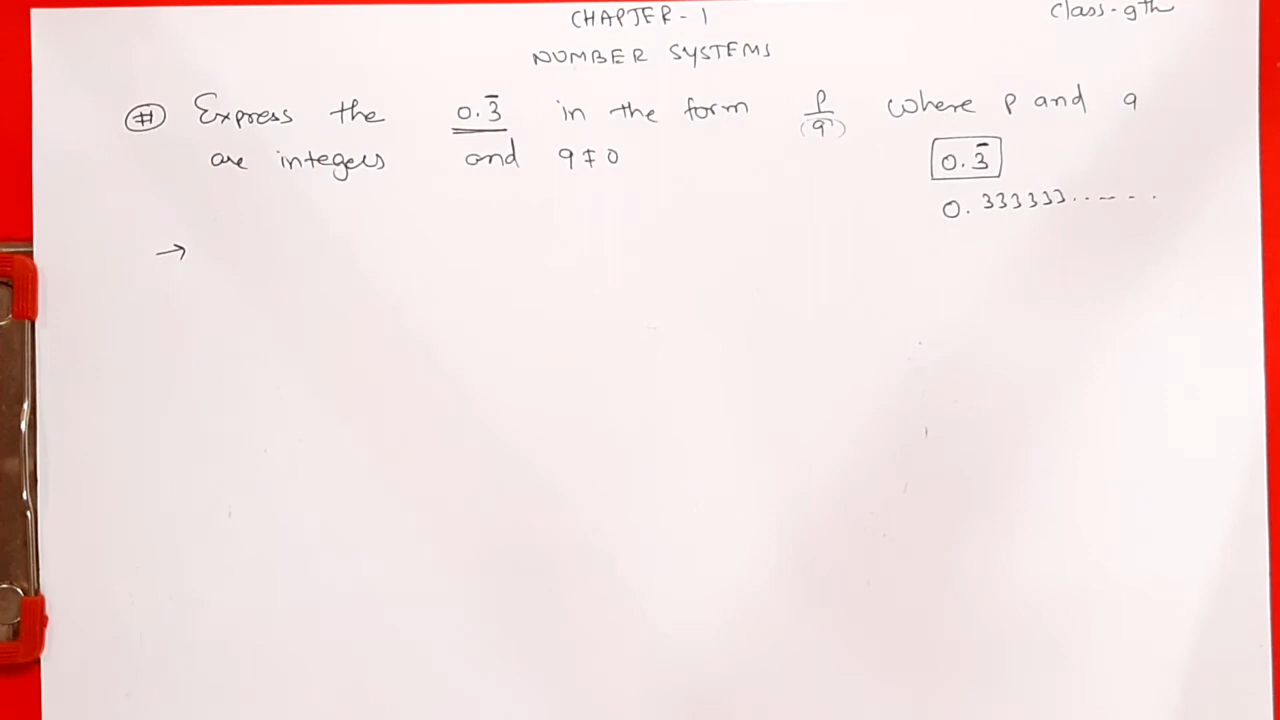 CHAPTER - 1
Class - 9th
NUMBER SYSTEMS
(#) Express the 0.3̅ in the form p/(q) where p and q
are integers and q ≠ 0
0.3̅
0.333333.......
→